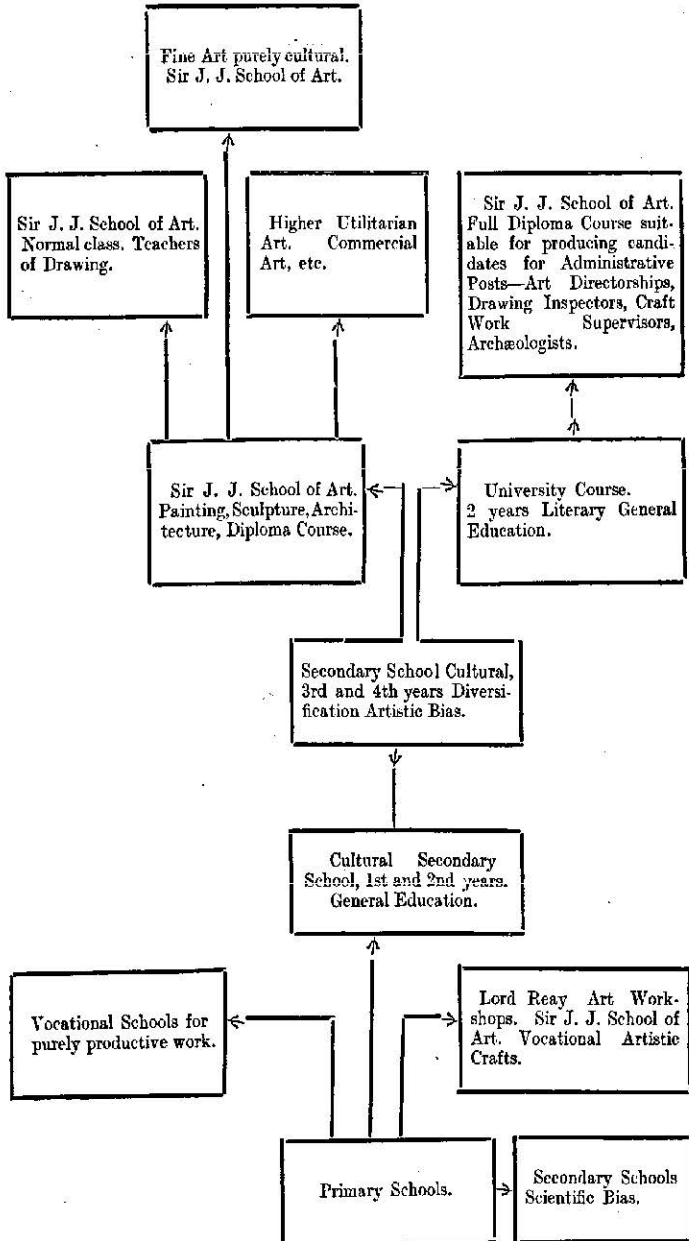 Fine Art purely cultural.
Sir J. J. School of Art.
Sir J. J. School of Art.
Normal class. Teachers
of Drawing.
Higher Utilitarian
Art. Commercial
Art, etc.
Sir J. J. School of Art.
Full Diploma Course suit-
able for producing candi-
dates for Administrative
Posts—Art Directorships,
Drawing Inspectors, Craft
Work Supervisors,
Archæologists.
Sir J. J. School of Art.
Painting, Sculpture, Archi-
tecture, Diploma Course.
University Course.
2 years Literary General
Education.
Secondary School Cultural,
3rd and 4th years Diversi-
fication Artistic Bias.
Cultural Secondary
School, 1st and 2nd years.
General Education.
Vocational Schools for
purely productive work.
Lord Reay Art Work-
shops. Sir J. J. School of
Art. Vocational Artistic
Crafts.
Primary Schools.
Secondary Schools
Scientific Bias.